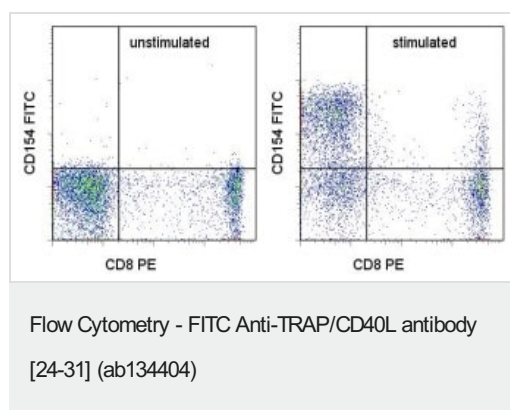 unstimulated
stimulated
CD154 FITC
CD154 FITC
CD8 PE
CD8 PE
Flow Cytometry - FITC Anti-TRAP/CD40L antibody
[24-31] (ab134404)